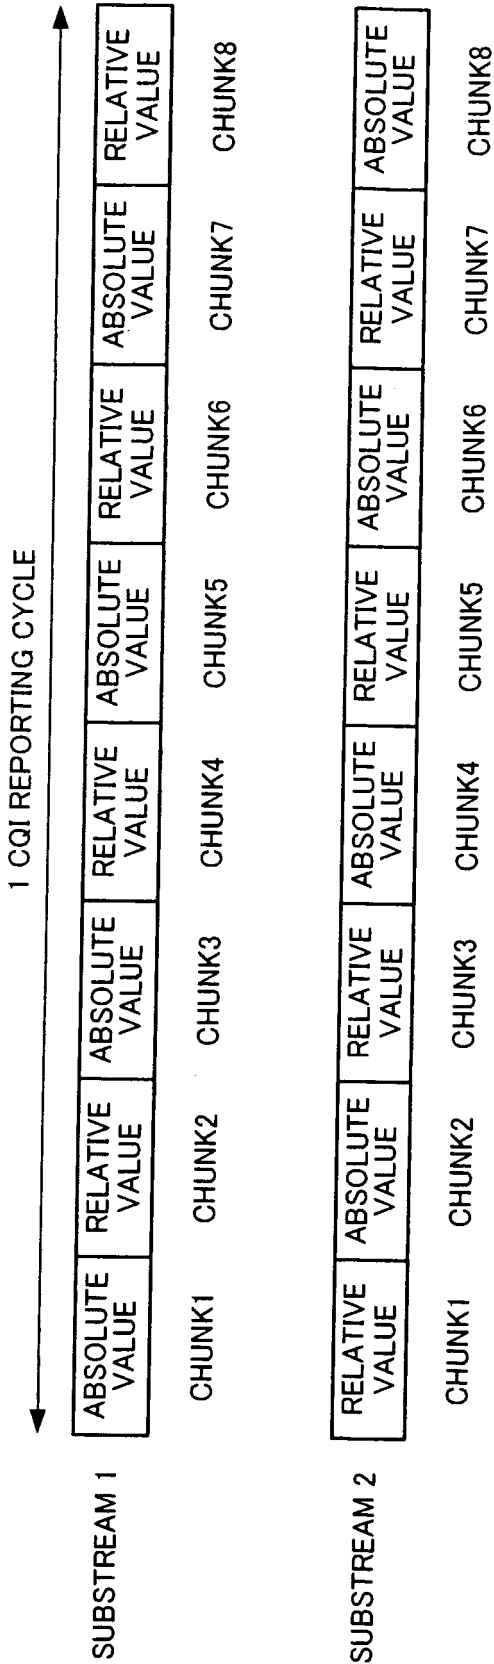 1 CQI REPORTING CYCLE
SUBSTREAM 1
ABSOLUTE
VALUE
RELATIVE
VALUE
ABSOLUTE
VALUE
RELATIVE
VALUE
ABSOLUTE
VALUE
RELATIVE
VALUE
ABSOLUTE
VALUE
RELATIVE
VALUE
CHUNK1 CHUNK2 CHUNK3 CHUNK4 CHUNK5 CHUNK6 CHUNK7 CHUNK8
SUBSTREAM 2
RELATIVE
VALUE
ABSOLUTE
VALUE
RELATIVE
VALUE
ABSOLUTE
VALUE
RELATIVE
VALUE
ABSOLUTE
VALUE
RELATIVE
VALUE
ABSOLUTE
VALUE
CHUNK1 CHUNK2 CHUNK3 CHUNK4 CHUNK5 CHUNK6 CHUNK7 CHUNK8